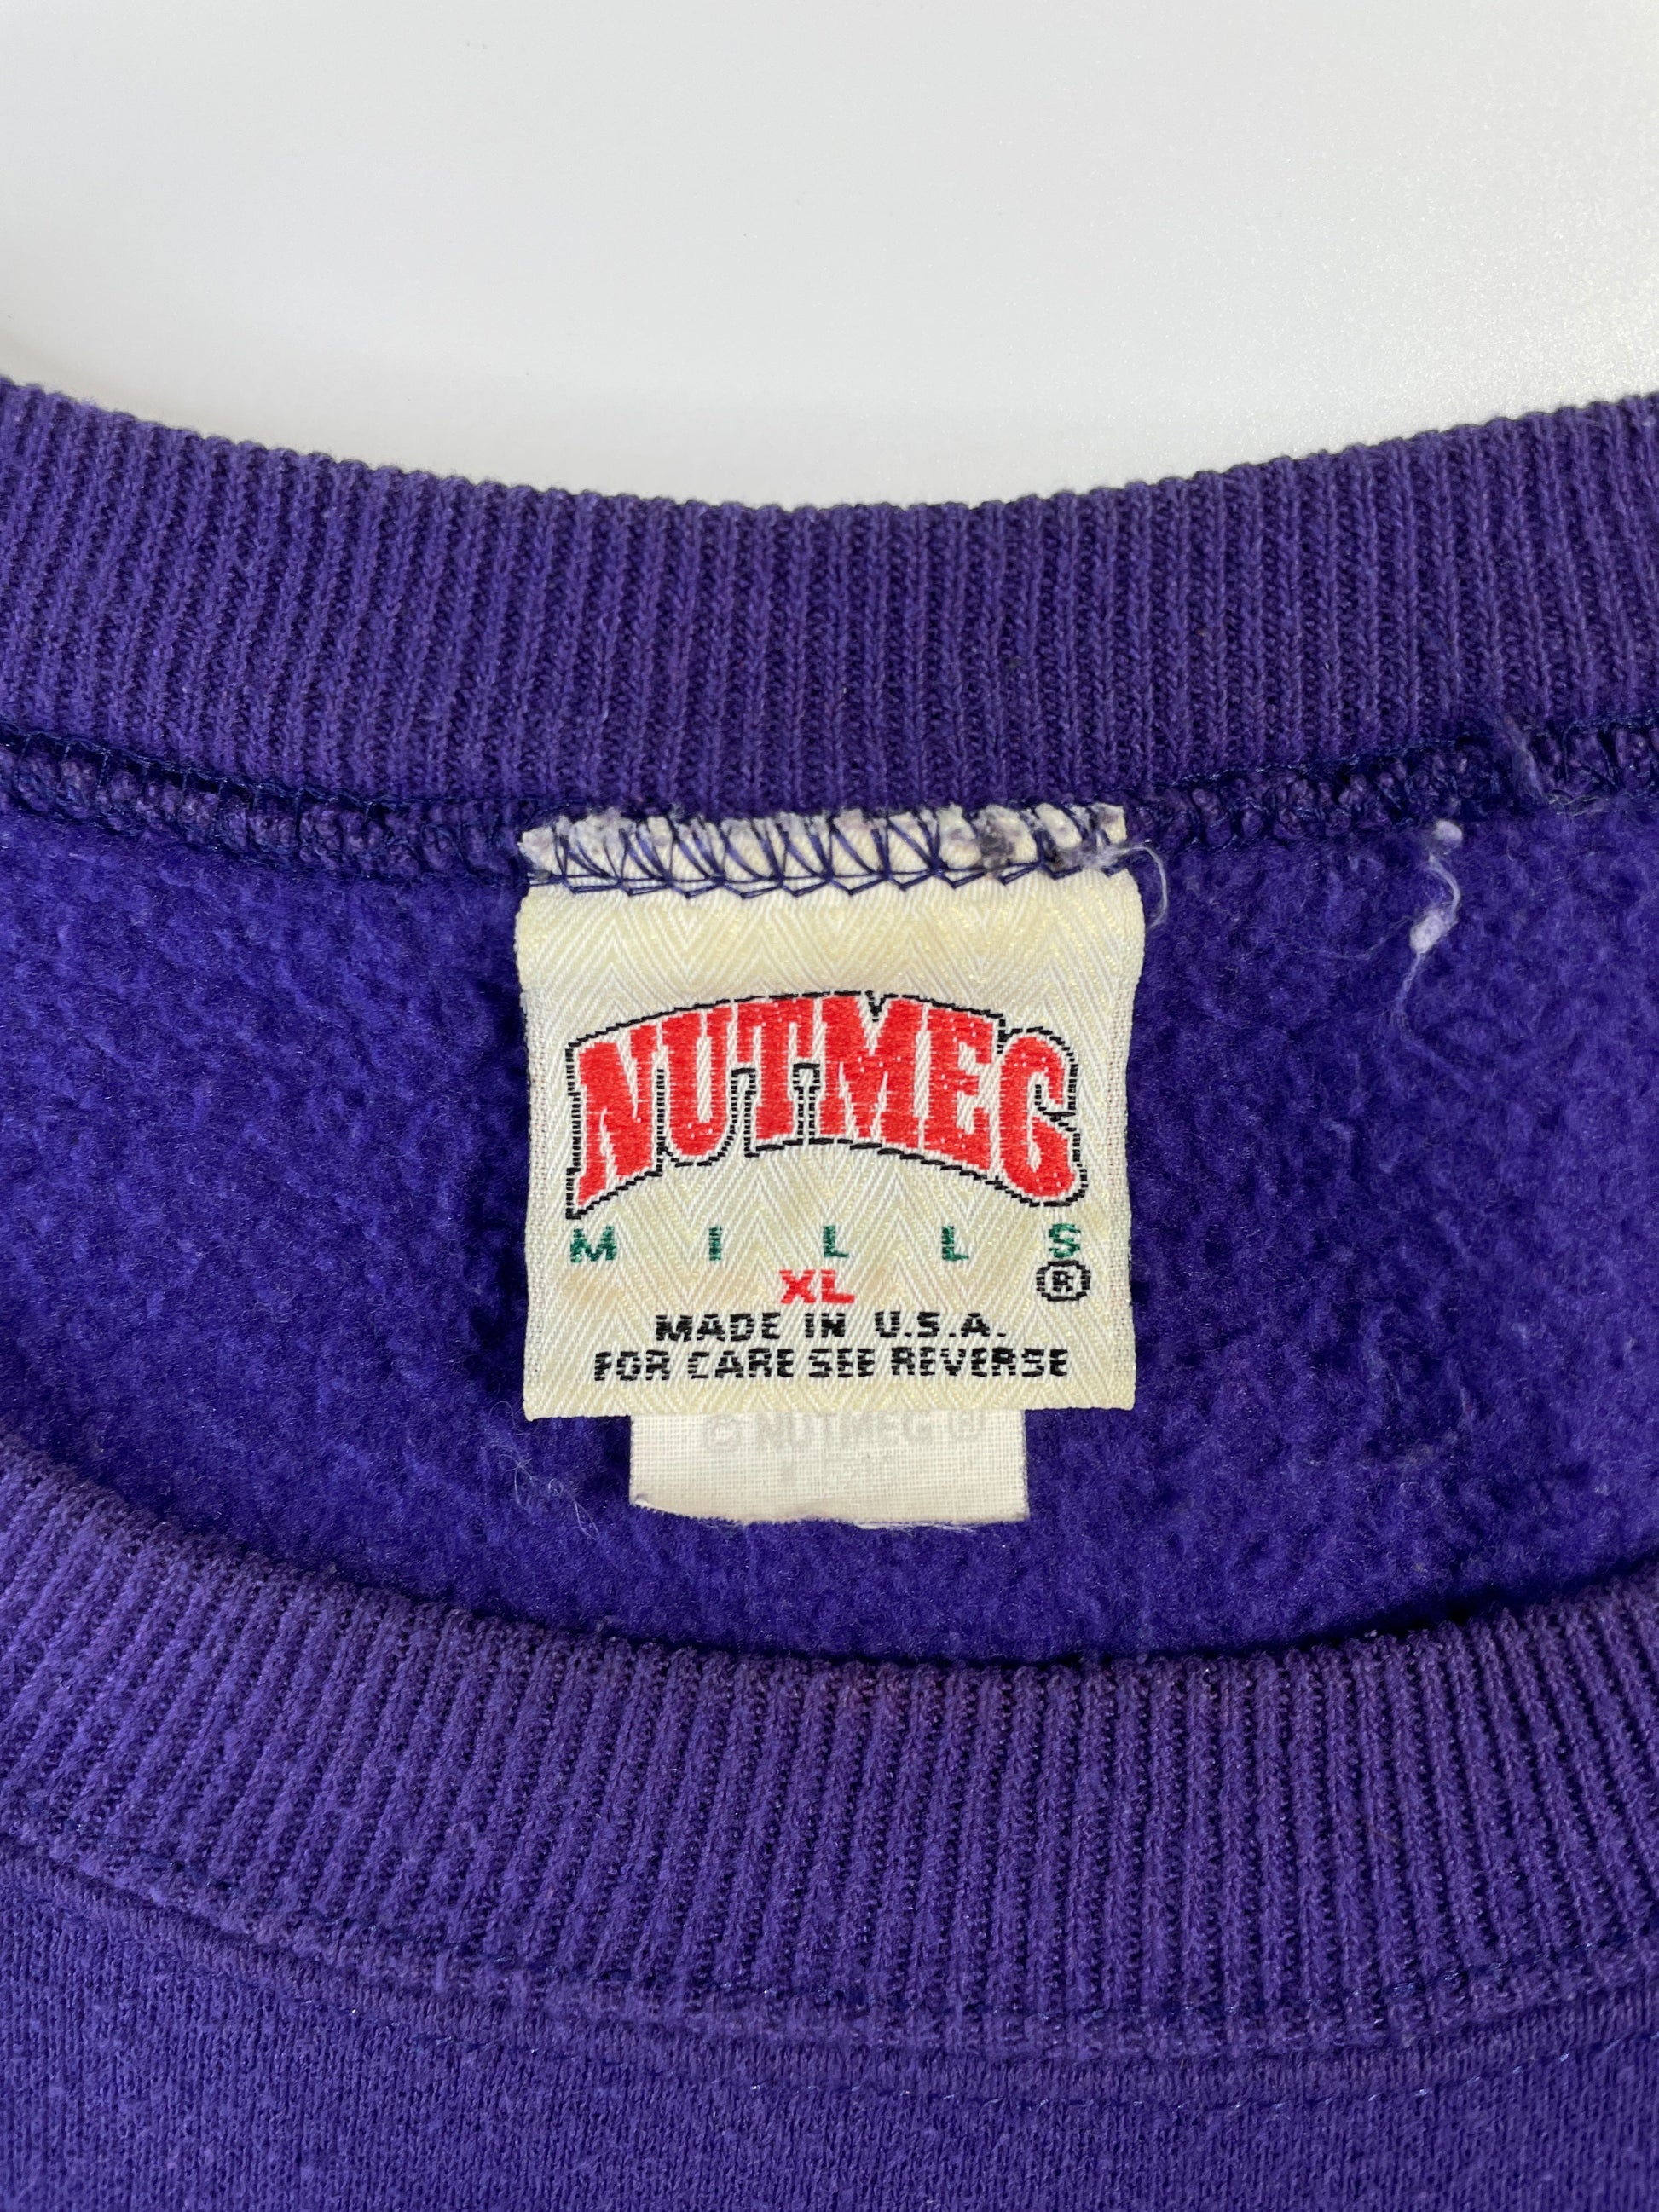 NUTMEG
MILLS
®
XL
MADE IN U.S.A.
FOR CARE SEE REVERSE
© NUTMEG